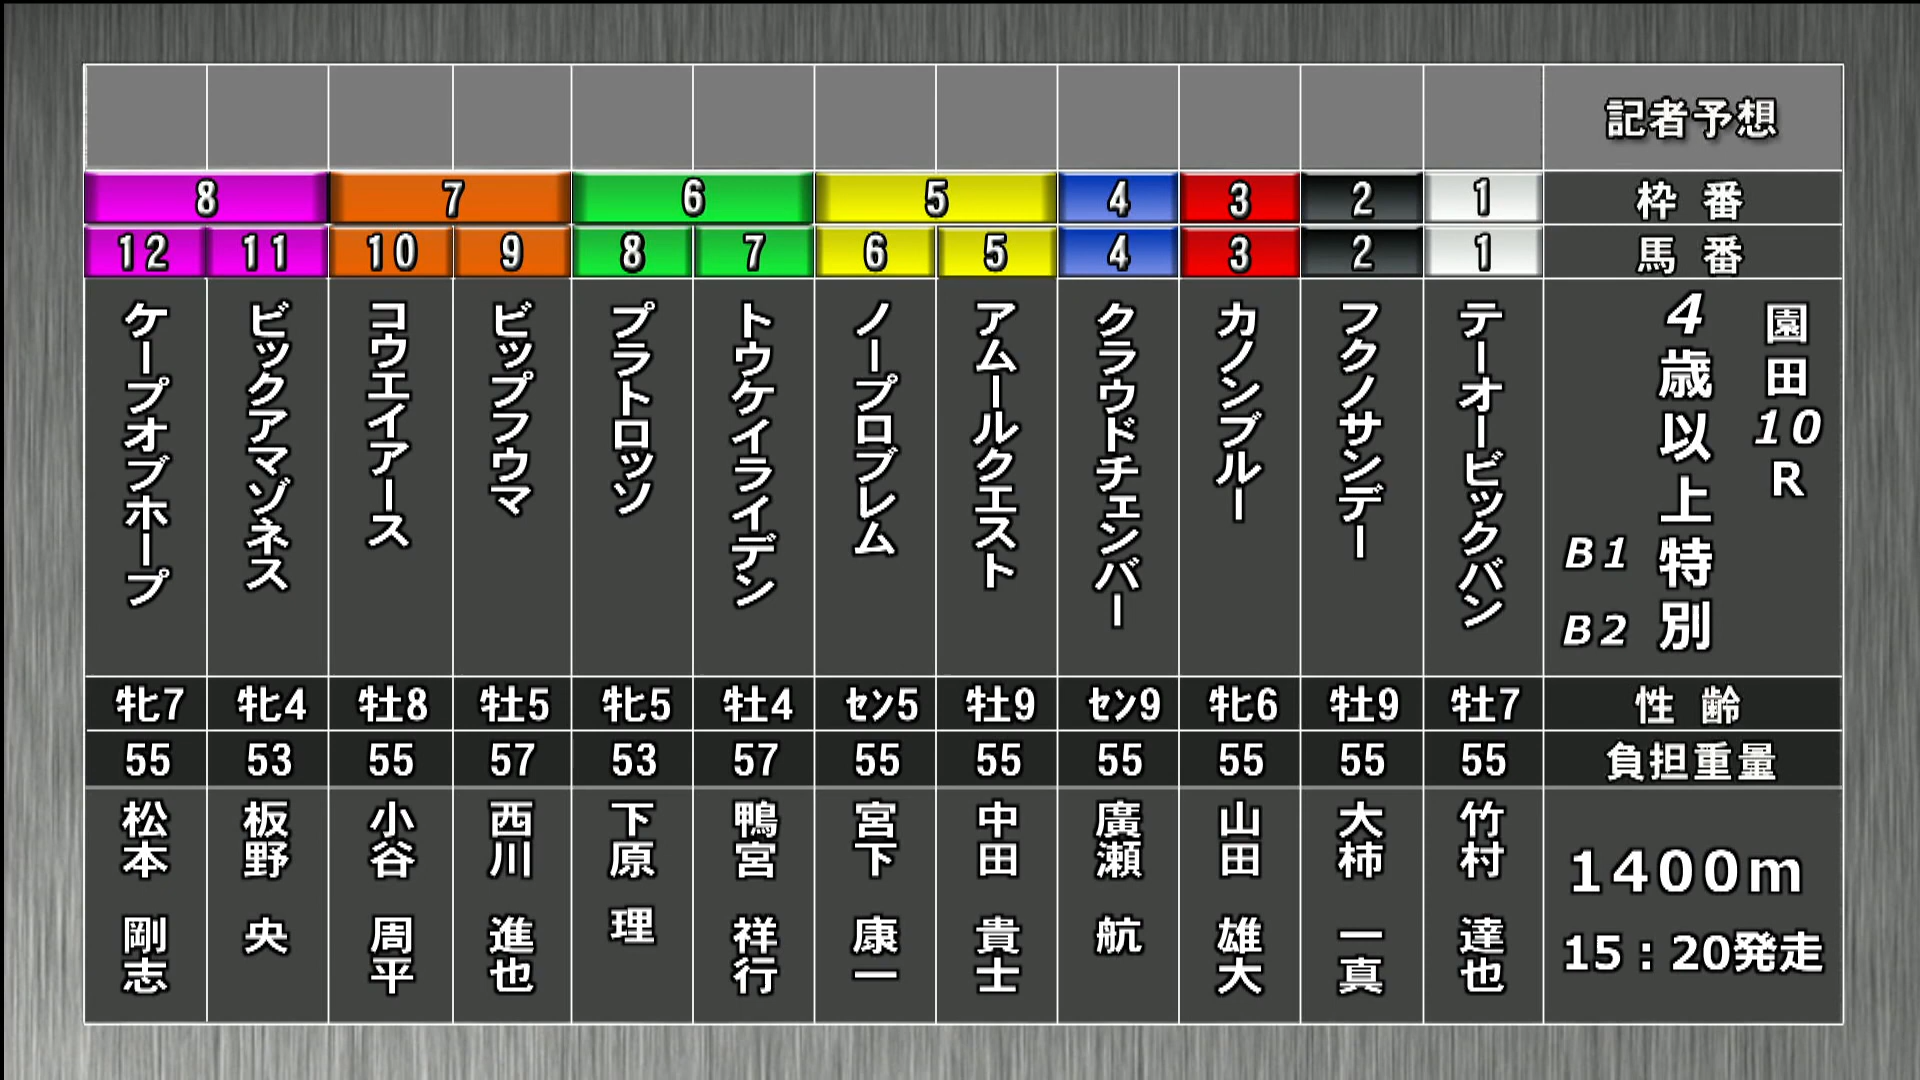 記者予想
枠番 1 2 3 4 5 6 7 8
馬番 1 2 3 4 5 6 7 8 9 10 11 12
園田10R
4歳以上特別
B1 B2
テーオービックバン
フクノサンデー
カノンブルー
クラウドチェンバー
アムールクエスト
ノープロブレム
トウケイライデン
プラトロッソ
ビップフウマ
コウエイアース
ビックアマゾネス
ケープオブホープ
性齢 牡7 牡9 牝6 セン9 牡9 セン5 牡4 牝5 牡5 牡8 牝4 牝7
負担重量 55 55 55 55 55 55 57 53 57 55 53 55
1400m
15:20発走
竹村 達也
大柿 一真
山田 雄大
廣瀬 航
中田 貴士
宮下 康一
鴨宮 祥行
下原 理
西川 進也
小谷 周平
板野 央
松本 剛志